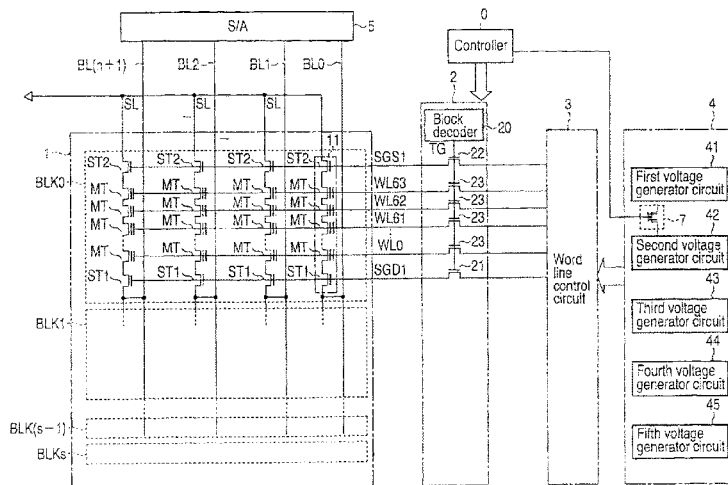 S/A
5
0
Controller
BL(n+1)
BL2
BL1
BL0
2
3
4
SL
SL
SL
Block
decoder
20
41
1
11
TG
22
First voltage
generator circuit
ST2
ST2
ST2
ST2
SGS1
BLK0
MT
MT
MT
MT
WL63
23
MT
MT
MT
MT
WL62
23
7
MT
MT
MT
MT
WL61
23
42
MT
MT
MT
MT
WL0
23
Second voltage
generator circuit
ST1
ST1
ST1
ST1
SGD1
21
Word
line
control
circuit
43
BLK1
Third voltage
generator circuit
44
Fourth voltage
generator circuit
45
BLK(s-1)
Fifth voltage
generator circuit
BLKs